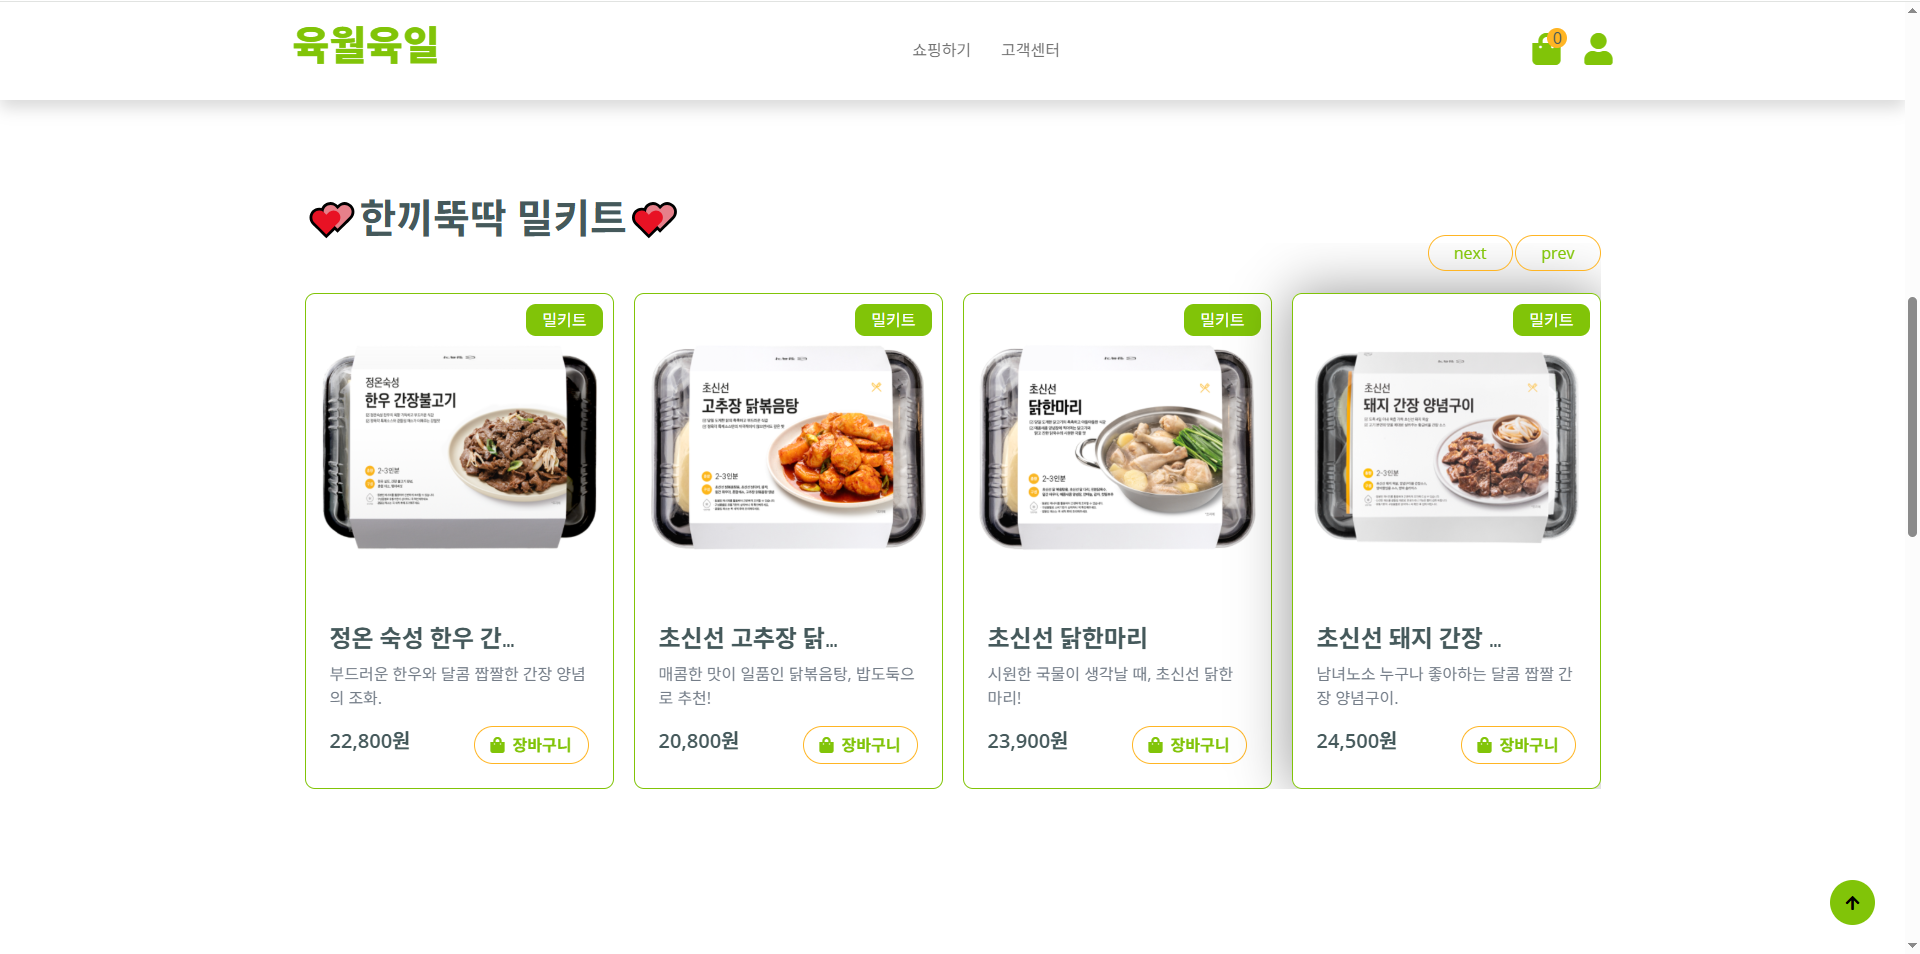 육월육일
쇼핑하기 고객센터
0
한끼뚝딱 밀키트
next prev
밀키트
정온숙성
한우 간장불고기
2-3인분
정온 숙성 한우 간...
부드러운 한우와 달콤 짭짤한 간장 양념
의 조화.
22,800원
장바구니
밀키트
초신선
고추장 닭볶음탕
2-3인분
초신선 고추장 닭...
매콤한 맛이 일품인 닭볶음탕, 밥도둑으
로 추천!
20,800원
장바구니
밀키트
초신선
닭한마리
2-3인분
초신선 닭한마리
시원한 국물이 생각날 때, 초신선 닭한
마리!
23,900원
장바구니
밀키트
초신선
돼지 간장 양념구이
2-3인분
초신선 돼지 간장 ...
남녀노소 누구나 좋아하는 달콤 짭짤 간
장 양념구이.
24,500원
장바구니